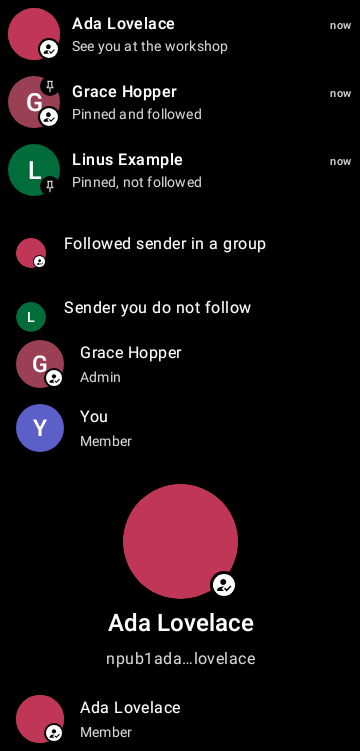 Ada Lovelace
now
See you at the workshop
G
Grace Hopper
now
Pinned and followed
L
Linus Example
now
Pinned, not followed
Followed sender in a group
L
Sender you do not follow
G
Grace Hopper
Admin
Y
You
Member
Ada Lovelace
npub1ada…lovelace
Ada Lovelace
Member